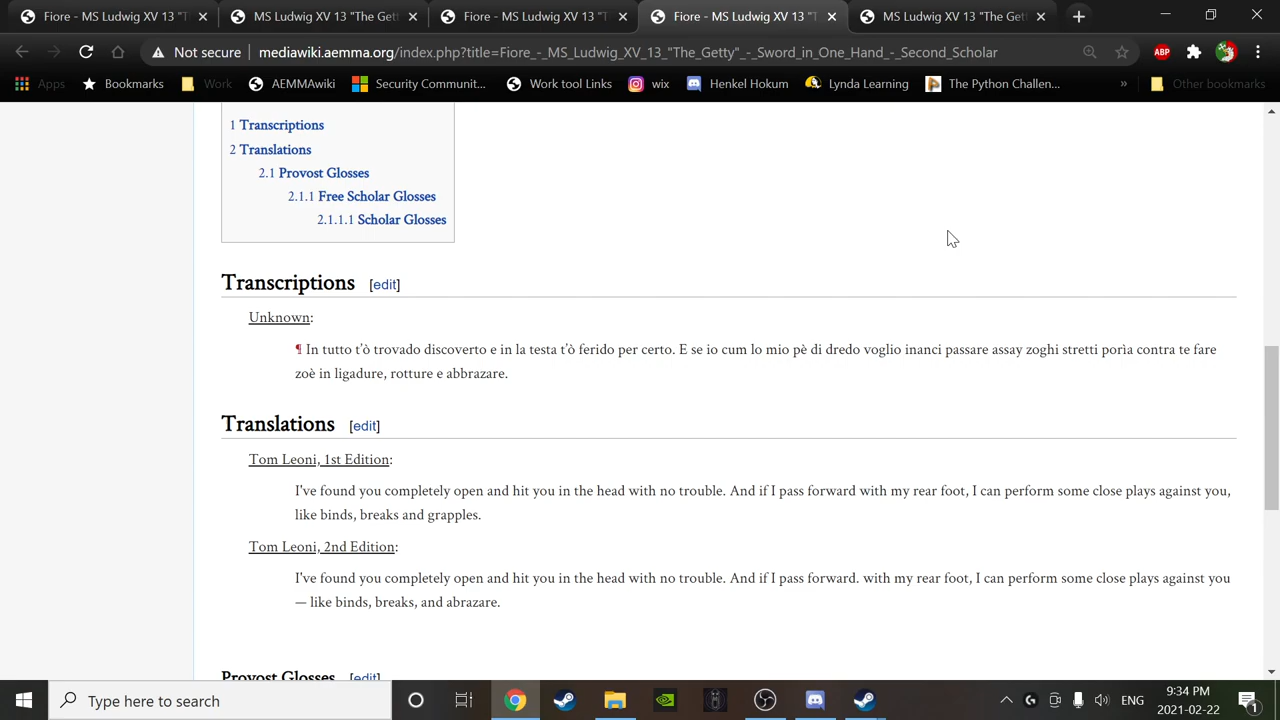 Fiore - MS Ludwig XV 13 "T
MS Ludwig XV 13 "The Getty"
Fiore - MS Ludwig XV 13 "T
Fiore - MS Ludwig XV 13 "T
MS Ludwig XV 13 "The Gett
Not secure | mediawiki.aemma.org/index.php?title=Fiore_-_MS_Ludwig_XV_13_"The_Getty"_-_Sword_in_One_Hand_-_Second_Scholar
ABP
Apps Bookmarks Work AEMMAwiki Security Communit... Work tool Links wix Henkel Hokum Lynda Learning The Python Challen... » Other bookmarks
1 Transcriptions
2 Translations
2.1 Provost Glosses
2.1.1 Free Scholar Glosses
2.1.1.1 Scholar Glosses
Transcriptions [edit]
Unknown:
¶ In tutto t'ò trovado discoverto e in la testa t'ò ferido per certo. E se io cum lo mio pè di dredo voglio inanci passare assay zoghi stretti porìa contra te fare
zoè in ligadure, rotture e abbrazare.
Translations [edit]
Tom Leoni, 1st Edition:
I've found you completely open and hit you in the head with no trouble. And if I pass forward with my rear foot, I can perform some close plays against you,
like binds, breaks and grapples.
Tom Leoni, 2nd Edition:
I've found you completely open and hit you in the head with no trouble. And if I pass forward. with my rear foot, I can perform some close plays against you
— like binds, breaks, and abrazare.
Provost Glosses [edit]
Type here to search
ENG
9:34 PM
2021-02-22
1